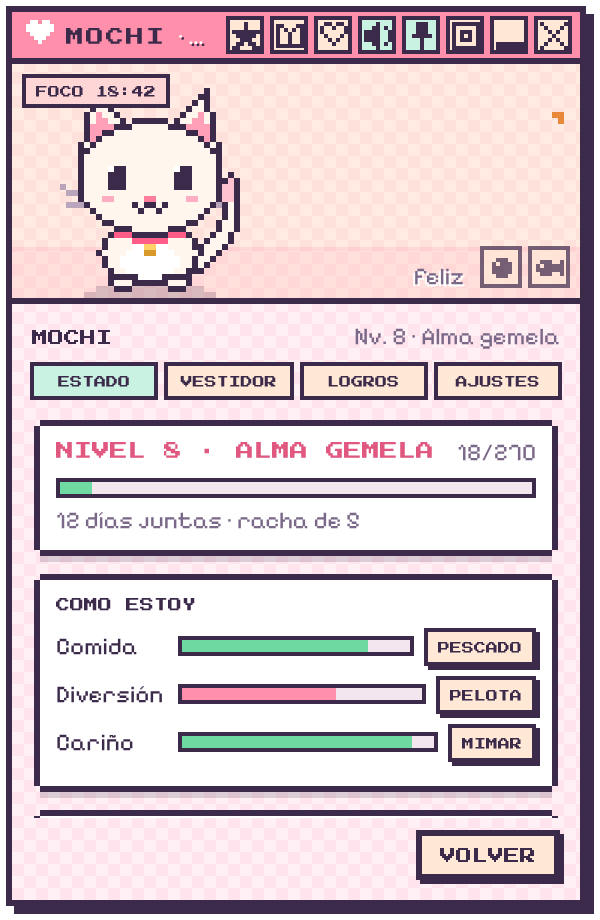 MOCHI ·…
FOCO 18:42
feliz
MOCHI
Nv. 8 · Alma gemela
ESTADO
VESTIDOR
LOGROS
AJUSTES
NIVEL 8 · ALMA GEMELA
18/270
12 días juntas · racha de 8
COMO ESTOY
Comida
PESCADO
Diversión
PELOTA
Cariño
MIMAR
VOLVER